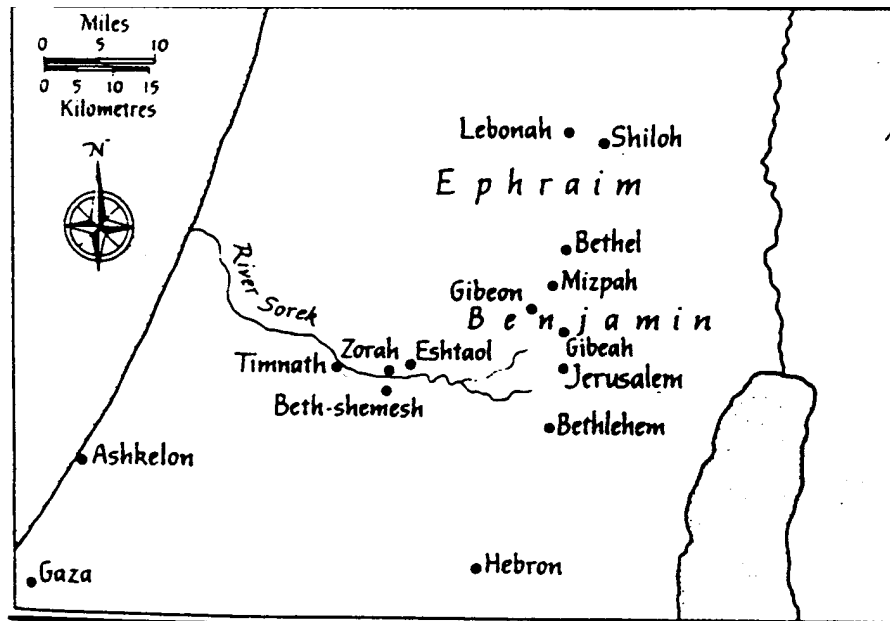 Miles
0 5 10
0 5 10 15
Kilometres
N
Lebonah
Shiloh
Ephraim
Bethel
Mizpah
Gibeon
Benjamin
River Sorek
Gibeah
Timnath
Zorah
Eshtaol
Jerusalem
Beth-shemesh
Bethlehem
Ashkelon
Hebron
Gaza